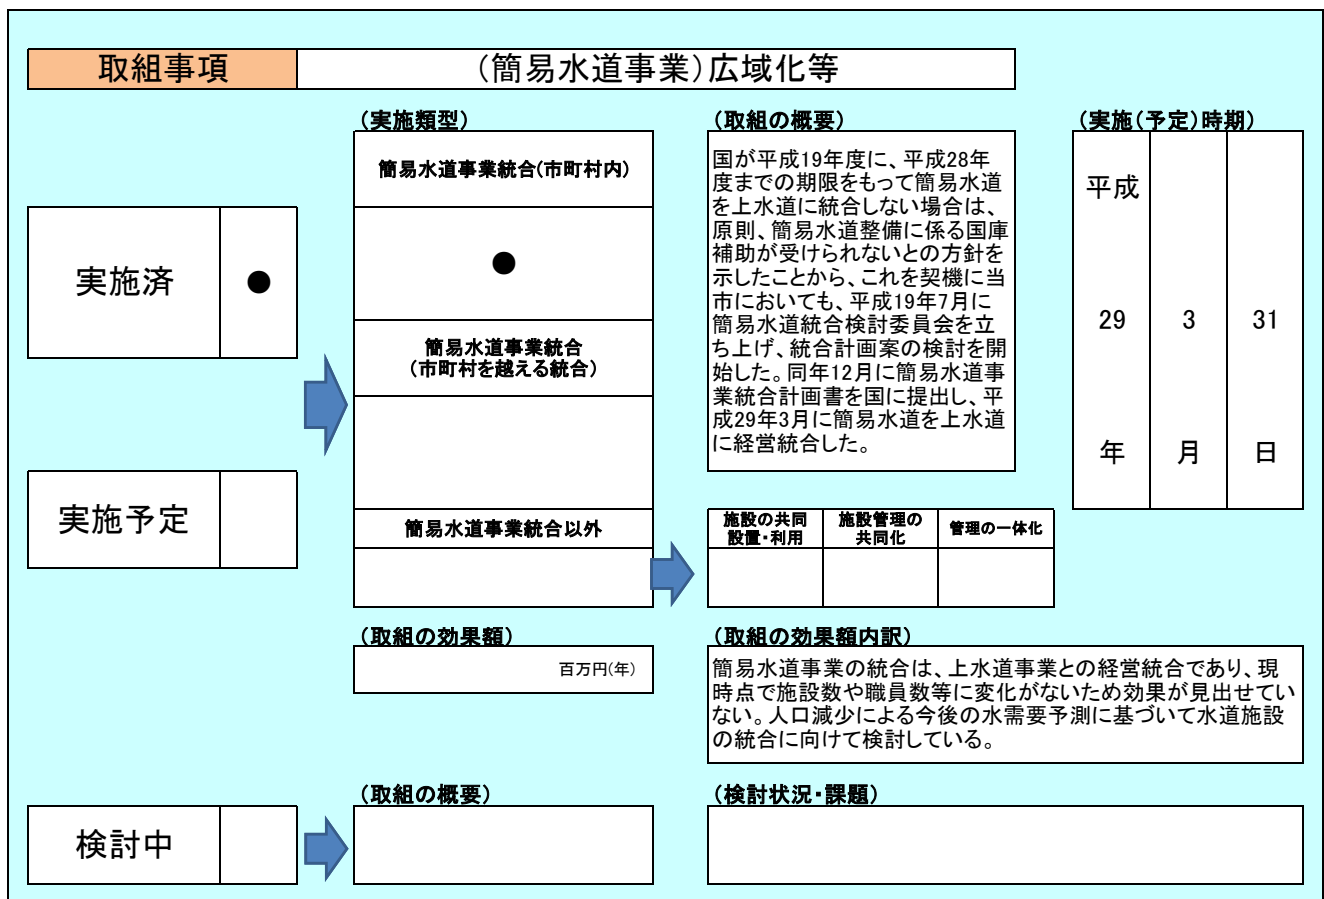 取組事項
（簡易水道事業）広域化等
（実施類型）
簡易水道事業統合(市町村内)
●
簡易水道事業統合
（市町村を越える統合）
簡易水道事業統合以外
実施済
●
実施予定
（取組の概要）
国が平成19年度に、平成28年
度までの期限をもって簡易水道
を上水道に統合しない場合は、
原則、簡易水道整備に係る国庫
補助が受けられないとの方針を
示したことから、これを契機に当
市においても、平成19年7月に
簡易水道統合検討委員会を立
ち上げ、統合計画案の検討を開
始した。同年12月に簡易水道事
業統合計画書を国に提出し、平
成29年3月に簡易水道を上水道
に経営統合した。
（実施（予定）時期）
平成
29 3 31
年 月 日
施設の共同
設置・利用
施設管理の
共同化
管理の一体化
（取組の効果額）
百万円(年)
（取組の効果額内訳）
簡易水道事業の統合は、上水道事業との経営統合であり、現
時点で施設数や職員数等に変化がないため効果が見出せてい
ない。人口減少による今後の水需要予測に基づいて水道施設
の統合に向けて検討している。
検討中
（取組の概要）
（検討状況・課題）